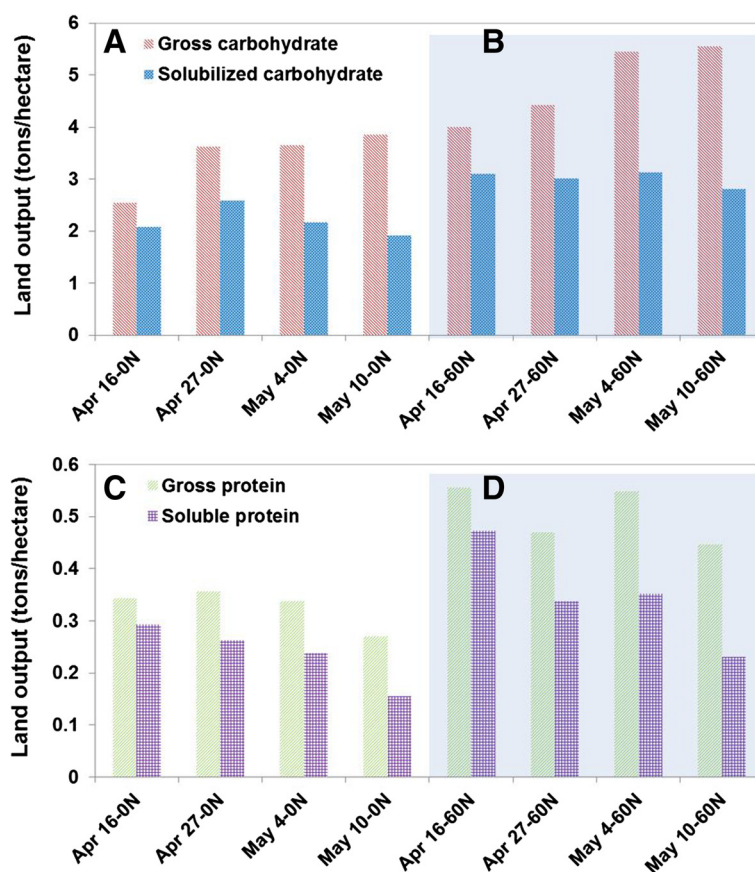 A
B
Gross carbohydrate
Solubilized carbohydrate
Land output (tons/hectare)
6
5
4
3
2
1
0
Apr 16-0N
Apr 27-0N
May 4-0N
May 10-0N
Apr 16-60N
Apr 27-60N
May 4-60N
May 10-60N
C
D
Gross protein
Soluble protein
Land output (tons/hectare)
0.6
0.5
0.4
0.3
0.2
0.1
0
Apr 16-0N
Apr 27-0N
May 4-0N
May 10-0N
Apr 16-60N
Apr 27-60N
May 4-60N
May 10-60N